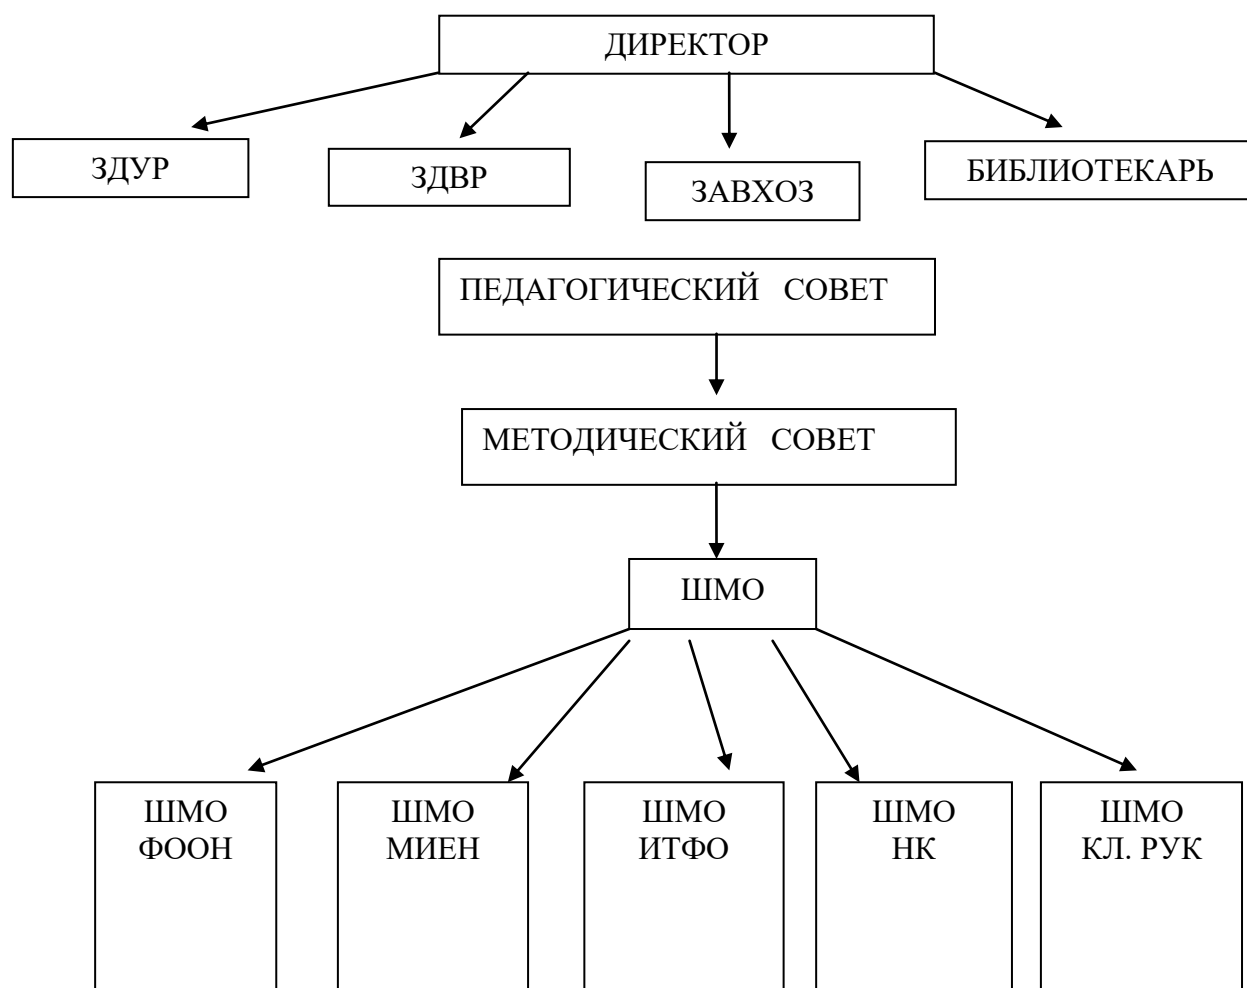 ДИРЕКТОР
ЗДУР
ЗДВР
ЗАВХОЗ
БИБЛИОТЕКАРЬ
ПЕДАГОГИЧЕСКИЙ СОВЕТ
МЕТОДИЧЕСКИЙ СОВЕТ
ШМО
ШМО
ФООН
ШМО
МИЕН
ШМО
ИТФО
ШМО
НК
ШМО
КЛ. РУК